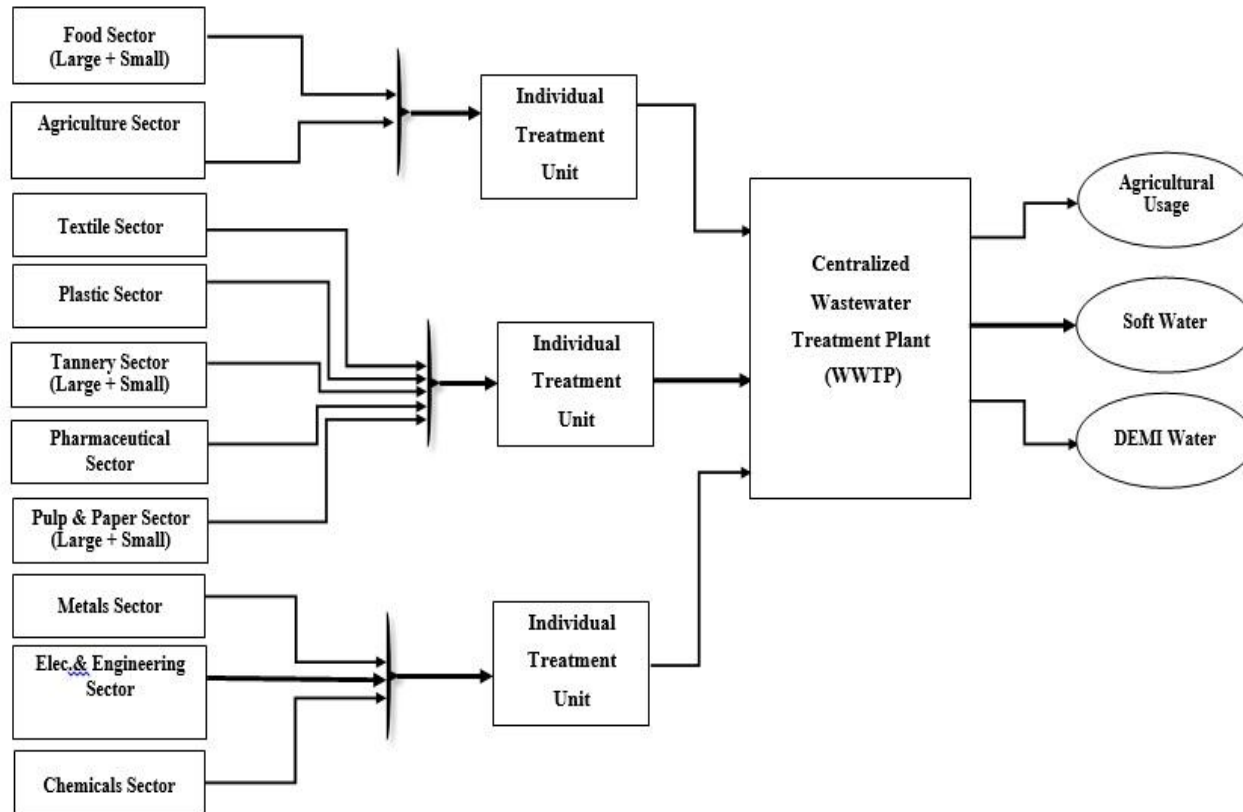 Food Sector
(Large + Small)
Agriculture Sector
Textile Sector
Plastic Sector
Tannery Sector
(Large + Small)
Pharmaceutical
Sector
Pulp & Paper Sector
(Large + Small)
Metals Sector
Elec.& Engineering
Sector
Chemicals Sector
Individual
Treatment
Unit
Individual
Treatment
Unit
Individual
Treatment
Unit
Centralized
Wastewater
Treatment Plant
(WWTP)
Agricultural
Usage
Soft Water
DEMI Water